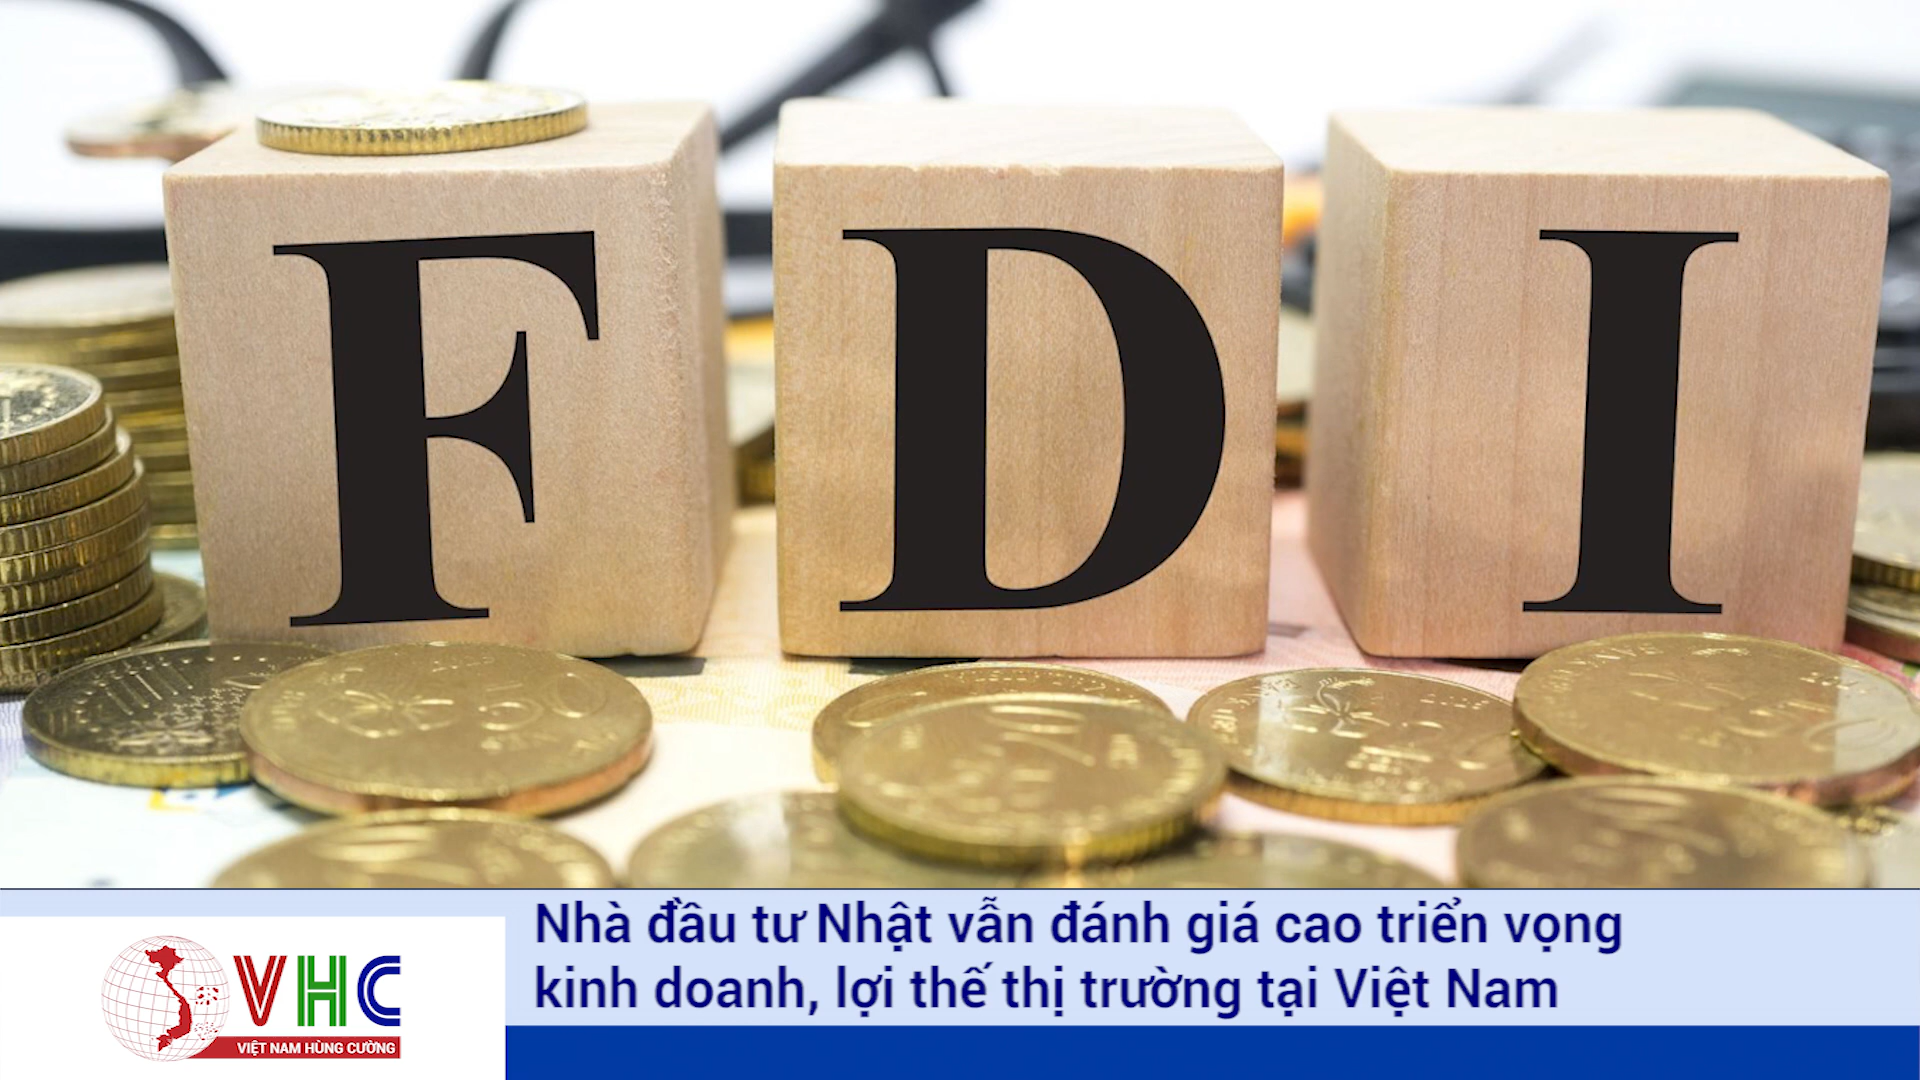 F D I
50
Nhà đầu tư Nhật vẫn đánh giá cao triển vọng
kinh doanh, lợi thế thị trường tại Việt Nam
VHC
VIỆT NAM HÙNG CƯỜNG